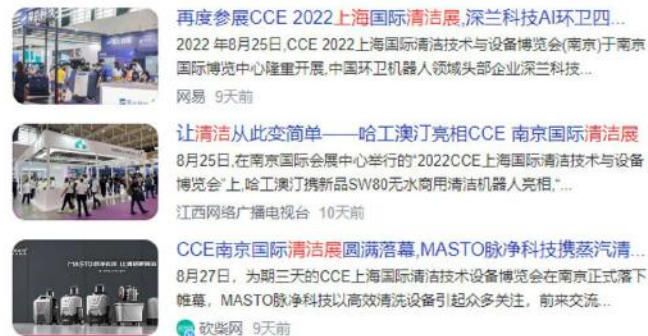 再度参展CCE 2022上海国际清洁展,深兰科技AI环卫四...
2022 年8月25日,CCE 2022上海国际清洁技术与设备博览会(南京)于南京
国际博览中心隆重开展,中国环卫机器人领域头部企业深兰科技...
网易 9天前
让清洁从此变简单——哈工澳汀亮相CCE 南京国际清洁展
8月25日,在南京国际会展中心举行的“2022CCE上海国际清洁技术与设备
博览会”上,哈工澳汀携新品SW80无水商用清洁机器人亮相,“...
江西网络广播电视台 10天前
CCE南京国际清洁展圆满落幕,MASTO脉净科技携蒸汽清...
8月27日，为期三天的CCE上海国际清洁技术设备博览会在南京正式落下
帷幕，MASTO脉净科技以高效清洗设备引起众多关注，前来交流...
砍柴网 9天前